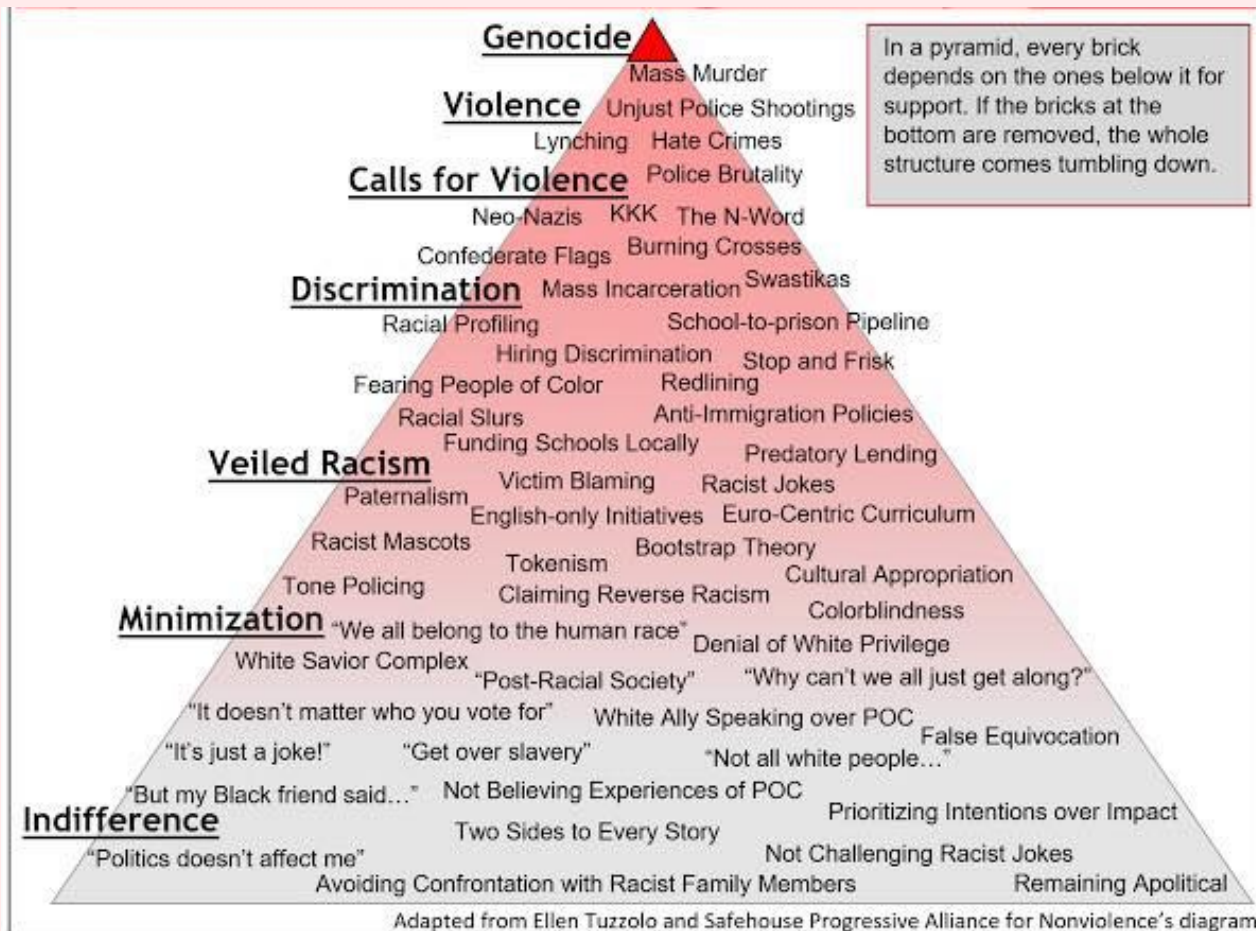 Genocide
Mass Murder
Violence
Unjust Police Shootings
Lynching
Hate Crimes
Calls for Violence
Police Brutality
Neo-Nazis
KKK
The N-Word
Confederate Flags
Burning Crosses
Discrimination
Mass Incarceration
Swastikas
Racial Profiling
School-to-prison Pipeline
Hiring Discrimination
Stop and Frisk
Fearing People of Color
Redlining
Racial Slurs
Anti-Immigration Policies
Funding Schools Locally
Predatory Lending
Veiled Racism
Victim Blaming
Racist Jokes
Paternalism
English-only Initiatives
Euro-Centric Curriculum
Racist Mascots
Bootstrap Theory
Tokenism
Cultural Appropriation
Tone Policing
Claiming Reverse Racism
Colorblindness
Minimization
“We all belong to the human race”
Denial of White Privilege
White Savior Complex
“Post-Racial Society”
“Why can’t we all just get along?”
“It doesn’t matter who you vote for”
White Ally Speaking over POC
False Equivocation
“It’s just a joke!”
“Get over slavery”
“Not all white people…”
“But my Black friend said…”
Not Believing Experiences of POC
Prioritizing Intentions over Impact
Indifference
Two Sides to Every Story
“Politics doesn’t affect me”
Not Challenging Racist Jokes
Avoiding Confrontation with Racist Family Members
Remaining Apolitical
In a pyramid, every brick
depends on the ones below it for
support. If the bricks at the
bottom are removed, the whole
structure comes tumbling down.
Adapted from Ellen Tuzzolo and Safehouse Progressive Alliance for Nonviolence’s diagram